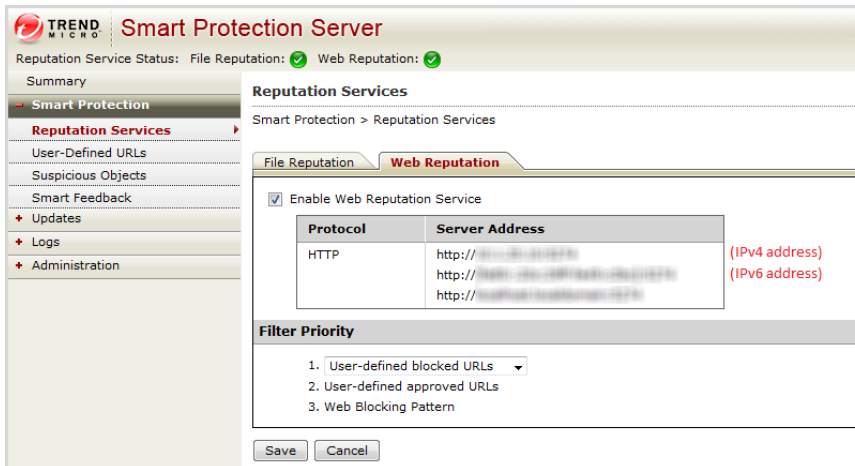 TREND MICRO Smart Protection Server
Reputation Service Status: File Reputation: Web Reputation:
Summary
Smart Protection
Reputation Services
User-Defined URLs
Suspicious Objects
Smart Feedback
+ Updates
+ Logs
+ Administration
Reputation Services
Smart Protection > Reputation Services
File Reputation Web Reputation
Enable Web Reputation Service
Protocol Server Address
HTTP http:// (IPv4 address)
http:// (IPv6 address)
http://
Filter Priority
1. User-defined blocked URLs
2. User-defined approved URLs
3. Web Blocking Pattern
Save Cancel